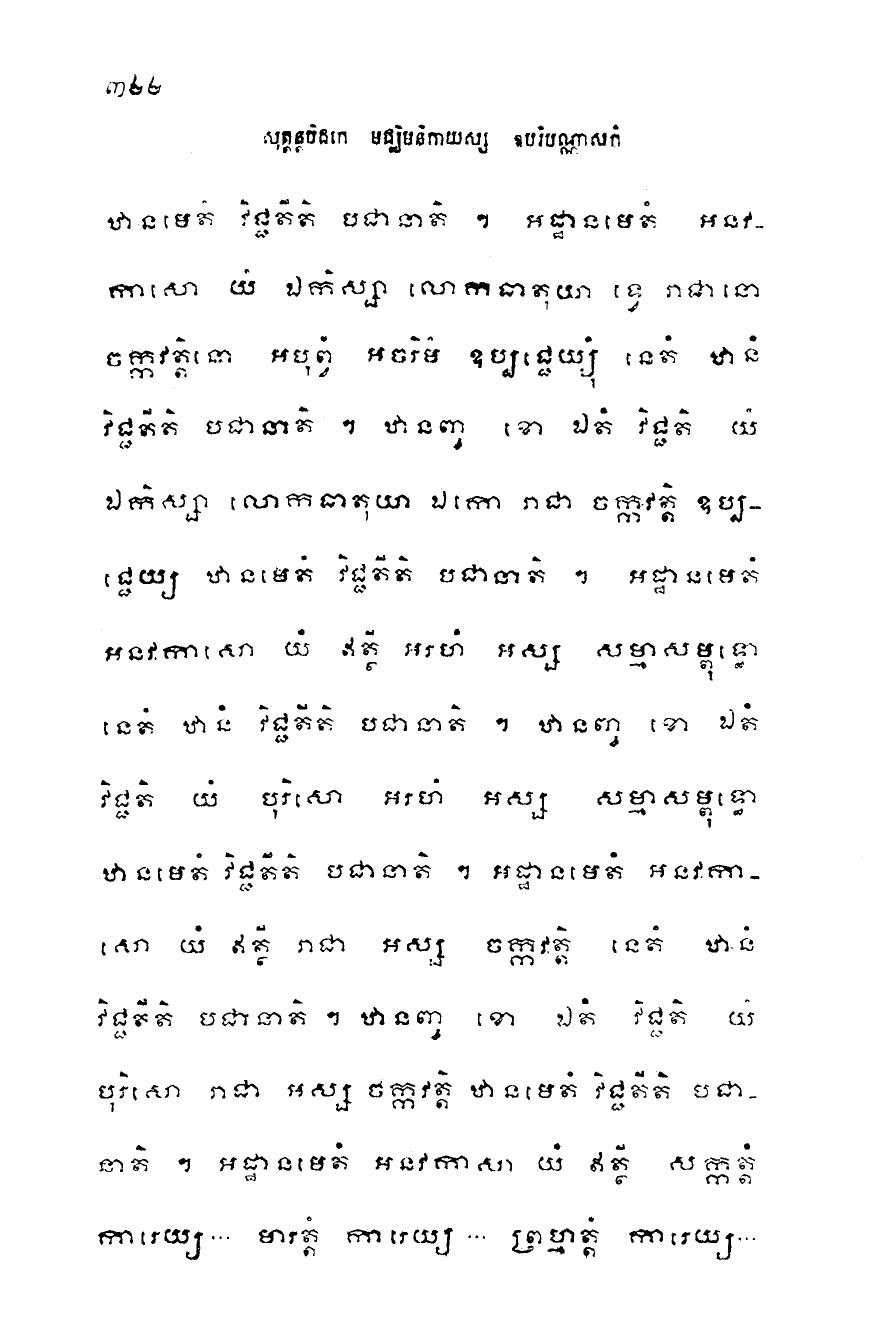 ៣២២
សុត្តន្តបិដកេ មជ្ឈិមនិកាយស្ស ឧបរិបណ្ណាសកំ
ឋានមេតំ វិជ្ជតីតិ បជានាតិ ។ អដ្ឋានមេតំ អនវ-
កាសោ យំ ឯកិស្សា លោកធាតុយា ទ្វេ រាជានោ
ចក្កវត្តិនោ អបុព្វំ អចរិមំ ឧប្បជ្ជេយ្យុំ នេតំ ឋានំ
វិជ្ជតីតិ បជានាតិ ។ ឋានញ្ច ខោ ឯតំ វិជ្ជតិ យំ
ឯកិស្សា លោកធាតុយា ឯកោ រាជា ចក្កវត្តិ ឧប្ប-
ជ្ជេយ្យ ឋានមេតំ វិជ្ជតីតិ បជានាតិ ។ អដ្ឋានមេតំ
អនវកាសោ យំ ឥត្ថី អរហំ អស្ស សម្មាសម្ពុទ្ធោ
នេតំ ឋានំ វិជ្ជតីតិ បជានាតិ ។ ឋានញ្ច ខោ ឯតំ
វិជ្ជតិ យំ បុរិសោ អរហំ អស្ស សម្មាសម្ពុទ្ធោ
ឋានមេតំ វិជ្ជតីតិ បជានាតិ ។ អដ្ឋានមេតំ អនវកា-
សោ យំ ឥត្ថី រាជា អស្ស ចក្កវត្តិ នេតំ ឋានំ
វិជ្ជតីតិ បជានាតិ ។ ឋានញ្ច ខោ ឯតំ វិជ្ជតិ យំ
បុរិសោ រាជា អស្ស ចក្កវត្តិ ឋានមេតំ វិជ្ជតីតិ បជា-
នាតិ ។ អដ្ឋានមេតំ អនវកាសោ យំ ឥត្ថី សក្កត្តំ
ការេយ្យ… មារត្តំ ការេយ្យ … ព្រហ្មត្តំ ការេយ្យ…